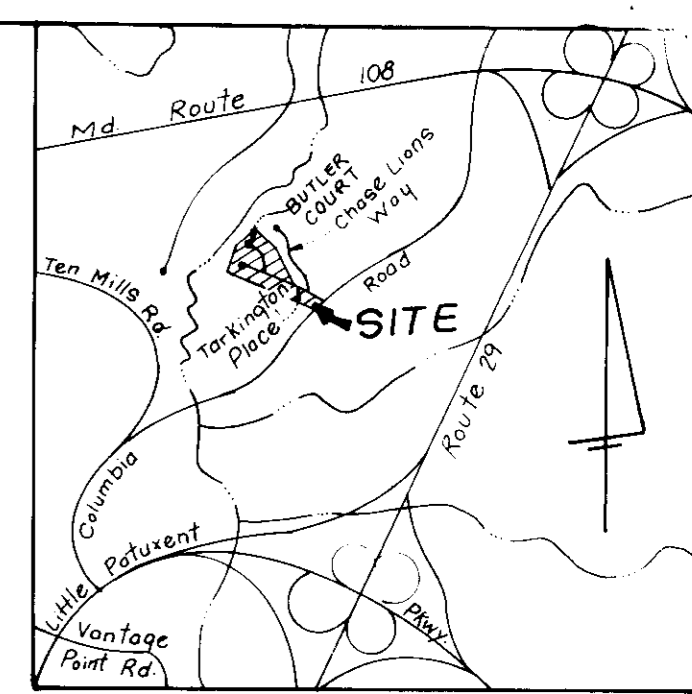 Md. Route 108
BUTLER
COURT
Chase Lions
Way
Ten Mills Rd.
Tarkington
Place
Columbia Road
SITE
Route 29
Little Patuxent Pkwy.
Vantage
Point Rd.